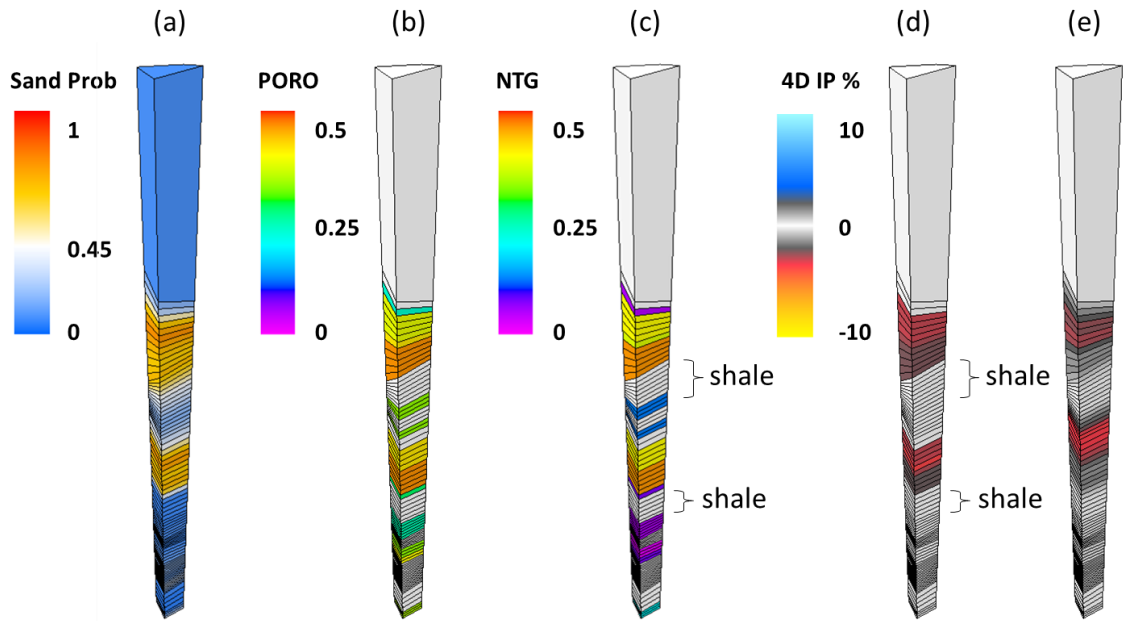 (a) (b) (c) (d) (e)
Sand Prob PORO NTG 4D IP %
1 0.5 0.5 10
0.45 0.25 0.25 0
0 0 0 -10
shale shale
shale shale